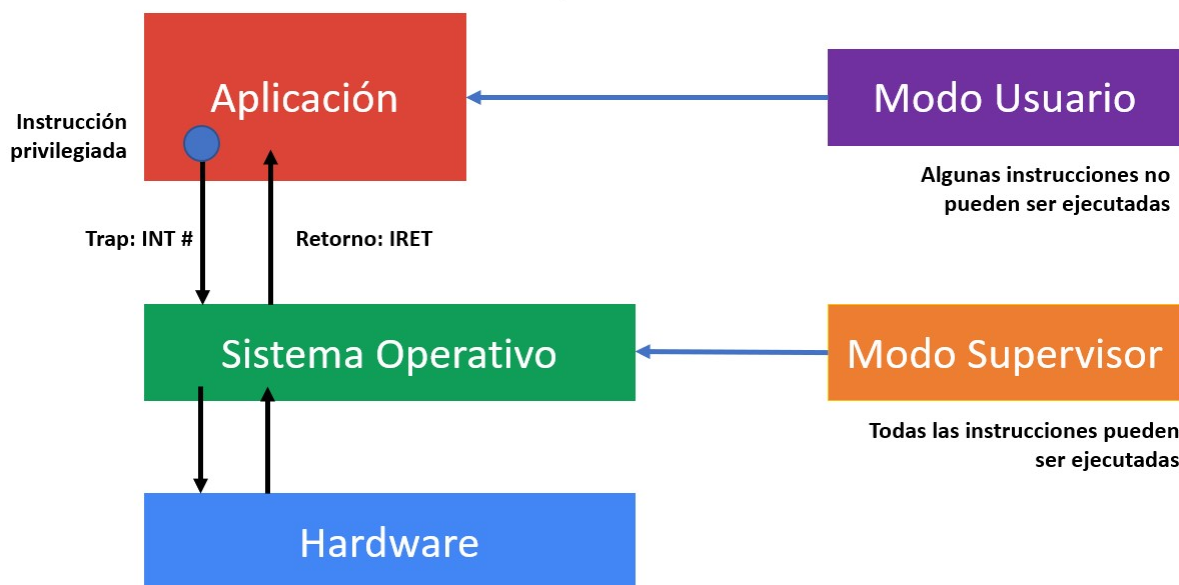 Aplicación
Modo Usuario
Instrucción
privilegiada
Algunas instrucciones no
pueden ser ejecutadas
Trap: INT #
Retorno: IRET
Sistema Operativo
Modo Supervisor
Todas las instrucciones pueden
ser ejecutadas
Hardware